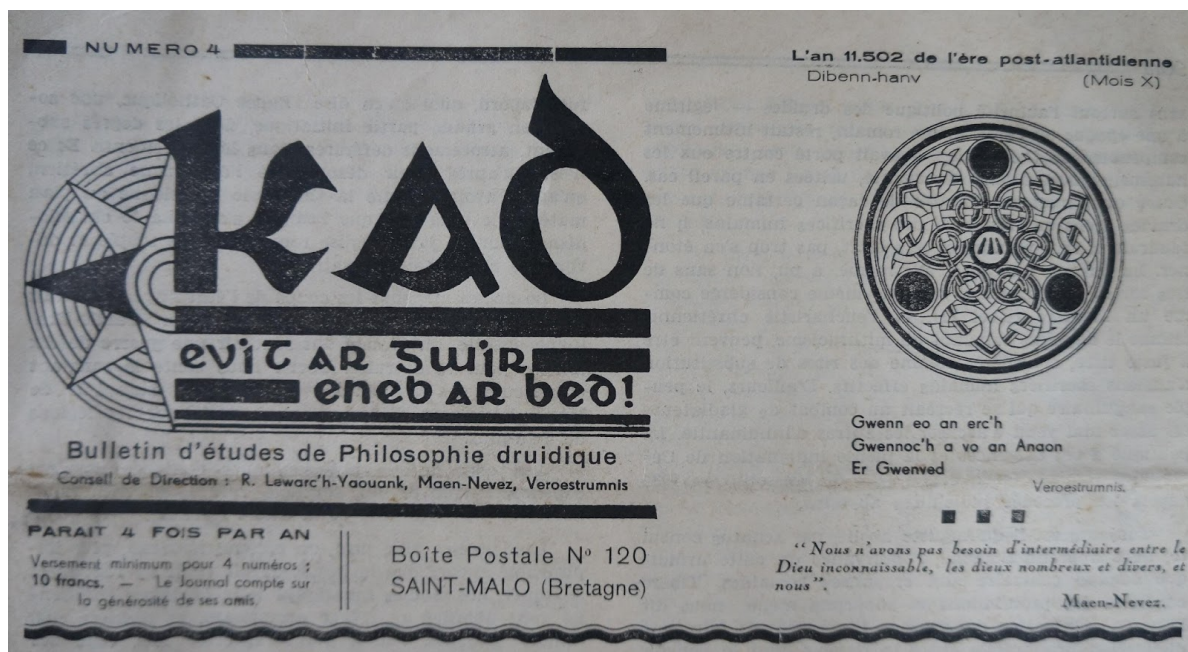 NUMERO 4
L'an 11.502 de l'ère post-atlantidienne
Dibenn-hanv (Mois X)
KAD
evit ar gwir
eneb ar bed!
Bulletin d'études de Philosophie druidique
Conseil de Direction : R. Lewarc'h-Yaouank, Maen-Nevez, Veroestrumnis
Gwenn eo an erc'h
Gwennoc'h a vo an Anaon
Er Gwenved
Veroestrumnis.
PARAIT 4 FOIS PAR AN
Versement minimum pour 4 numéros :
10 francs. — Le Journal compte sur
la générosité de ses amis.
Boîte Postale No 120
SAINT-MALO (Bretagne)
“ Nous n'avons pas besoin d'intermédiaire entre le
Dieu inconnaissable, les dieux nombreux et divers, et
nous”.
Maen-Nevez.